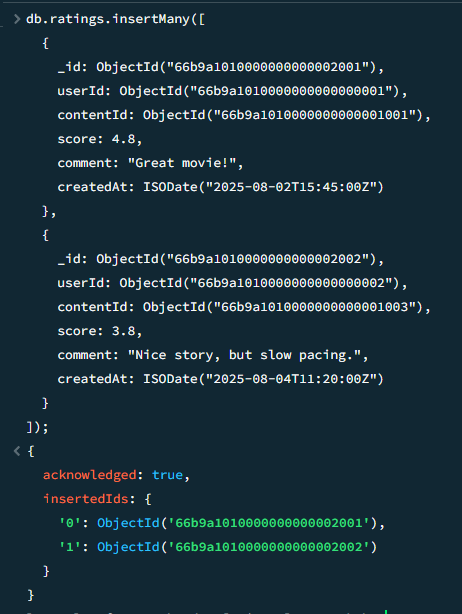 > db.ratings.insertMany([
{
_id: ObjectId("66b9a1010000000000002001"),
userId: ObjectId("66b9a1010000000000000001"),
contentId: ObjectId("66b9a1010000000000001001"),
score: 4.8,
comment: "Great movie!",
createdAt: ISODate("2025-08-02T15:45:00Z")
},
{
_id: ObjectId("66b9a1010000000000002002"),
userId: ObjectId("66b9a1010000000000000002"),
contentId: ObjectId("66b9a1010000000000001003"),
score: 3.8,
comment: "Nice story, but slow pacing.",
createdAt: ISODate("2025-08-04T11:20:00Z")
}
]);
< {
acknowledged: true,
insertedIds: {
'0': ObjectId('66b9a1010000000000002001'),
'1': ObjectId('66b9a1010000000000002002')
}
}